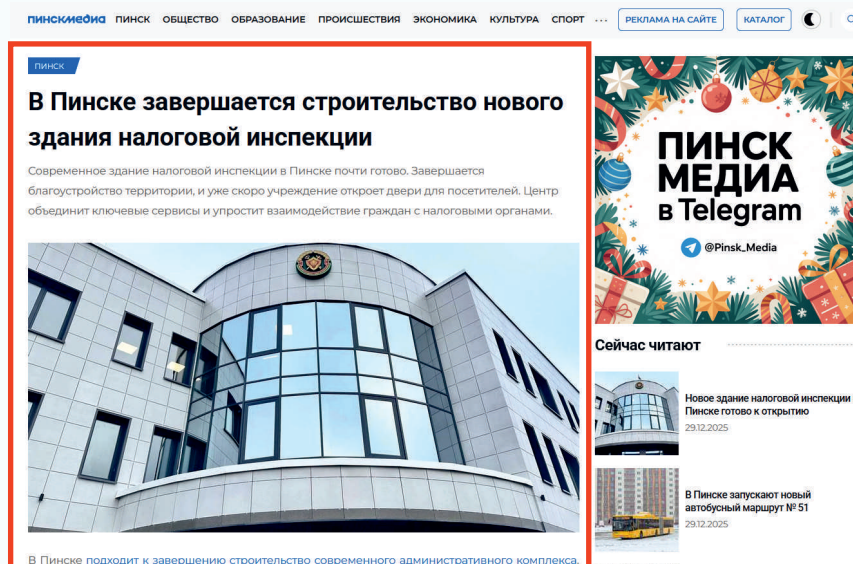 ПИНСКМЕДИА ПИНСК ОБЩЕСТВО ОБРАЗОВАНИЕ ПРОИСШЕСТВИЯ ЭКОНОМИКА КУЛЬТУРА СПОРТ ... РЕКЛАМА НА САЙТЕ КАТАЛОГ
ПИНСК
В Пинске завершается строительство нового
здания налоговой инспекции
Современное здание налоговой инспекции в Пинске почти готово. Завершается
благоустройство территории, и уже скоро учреждение откроет двери для посетителей. Центр
объединит ключевые сервисы и упростит взаимодействие граждан с налоговыми органами.
В Пинске подходит к завершению строительство современного административного комплекса,
ПИНСК
МЕДИА
в Telegram
@Pinsk_Media
Сейчас читают
Новое здание налоговой инспекции
Пинске готово к открытию
29.12.2025
В Пинске запускают новый
автобусный маршрут № 51
29.12.2025